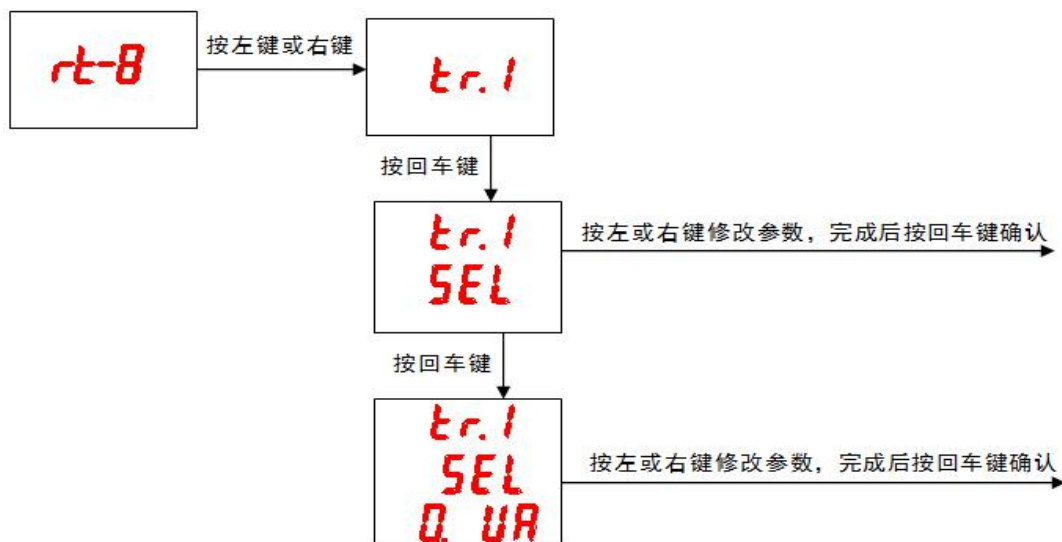 rt-8
按左键或右键
tr.1
按回车键
tr.1
SEL
按左或右键修改参数，完成后按回车键确认
按回车键
tr.1
SEL
0. UA
按左或右键修改参数，完成后按回车键确认